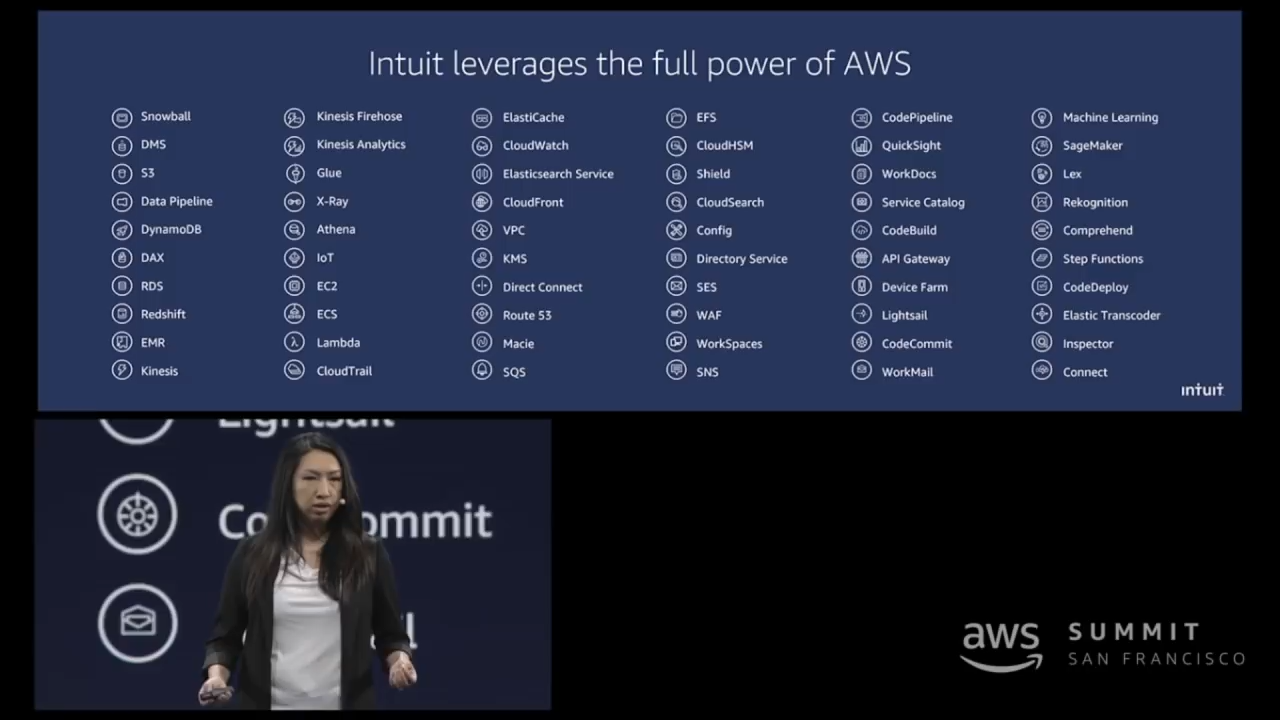 Intuit leverages the full power of AWS
Snowball
DMS
S3
Data Pipeline
DynamoDB
DAX
RDS
Redshift
EMR
Kinesis
Kinesis Firehose
Kinesis Analytics
Glue
X-Ray
Athena
IoT
EC2
ECS
Lambda
CloudTrail
ElastiCache
CloudWatch
Elasticsearch Service
CloudFront
VPC
KMS
Direct Connect
Route 53
Macie
SQS
EFS
CloudHSM
Shield
CloudSearch
Config
Directory Service
SES
WAF
WorkSpaces
SNS
CodePipeline
QuickSight
WorkDocs
Service Catalog
CodeBuild
API Gateway
Device Farm
Lightsail
CodeCommit
WorkMail
Machine Learning
SageMaker
Lex
Rekognition
Comprehend
Step Functions
CodeDeploy
Elastic Transcoder
Inspector
Connect
intuit
Lightsail
Co ommit
l
aws
SUMMIT
SAN FRANCISCO